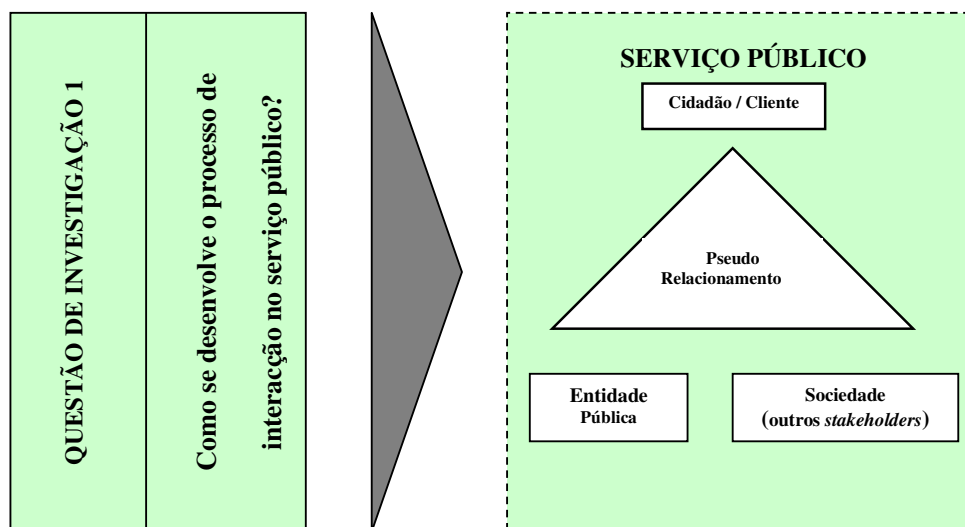 QUESTÃO DE INVESTIGAÇÃO 1
Como se desenvolve o processo de
interacção no serviço público?
SERVIÇO PÚBLICO
Cidadão / Cliente
Pseudo
Relacionamento
Entidade
Pública
Sociedade
(outros stakeholders)